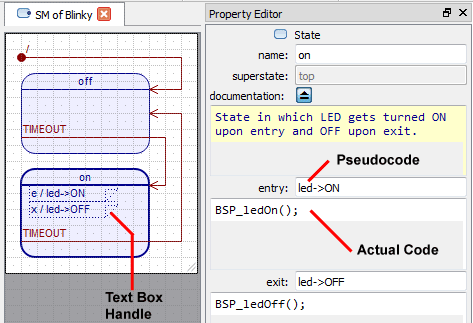 SM of Blinky
/
off
TIMEOUT
on
e / led->ON
x / led->OFF
TIMEOUT
Text Box
Handle
Property Editor
State
name: on
superstate: top
documentation:
State in which LED gets turned ON
upon entry and OFF upon exit.
Pseudocode
entry: led->ON
BSP_ledOn();
Actual Code
exit: led->OFF
BSP_ledOff();